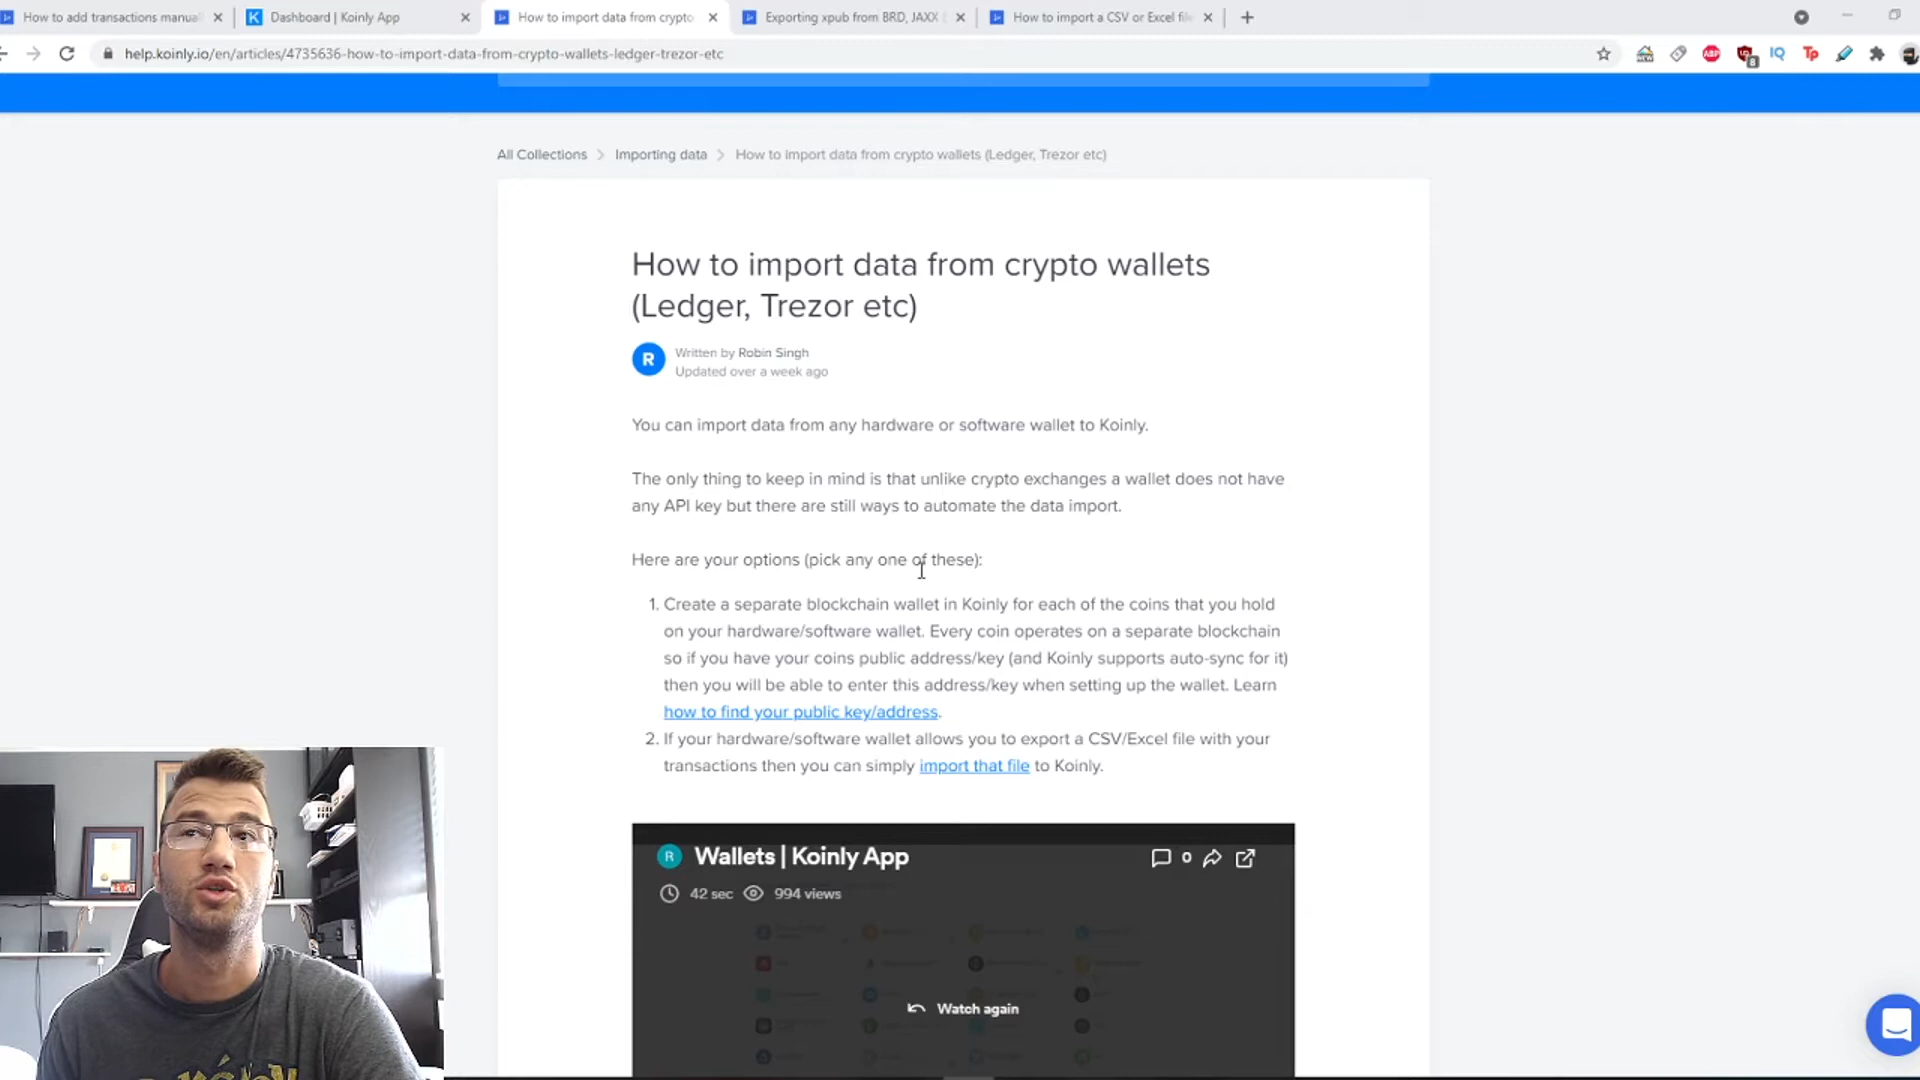 How to add transactions manual
Dashboard | Koinly App
How to import data from crypto
Exporting xpub from BRD, JAXX
How to import a CSV or Excel file
help.koinly.io/en/articles/4735636-how-to-import-data-from-crypto-wallets-ledger-trezor-etc
ABP
8
IQ
Tp
All Collections > Importing data > How to import data from crypto wallets (Ledger, Trezor etc)
How to import data from crypto wallets
(Ledger, Trezor etc)
R
Written by Robin Singh
Updated over a week ago
You can import data from any hardware or software wallet to Koinly.
The only thing to keep in mind is that unlike crypto exchanges a wallet does not have
any API key but there are still ways to automate the data import.
Here are your options (pick any one of these):
1. Create a separate blockchain wallet in Koinly for each of the coins that you hold
on your hardware/software wallet. Every coin operates on a separate blockchain
so if you have your coins public address/key (and Koinly supports auto-sync for it)
then you will be able to enter this address/key when setting up the wallet. Learn
how to find your public key/address.
2. If your hardware/software wallet allows you to export a CSV/Excel file with your
transactions then you can simply import that file to Koinly.
R Wallets | Koinly App
0
42 sec 994 views
Watch again